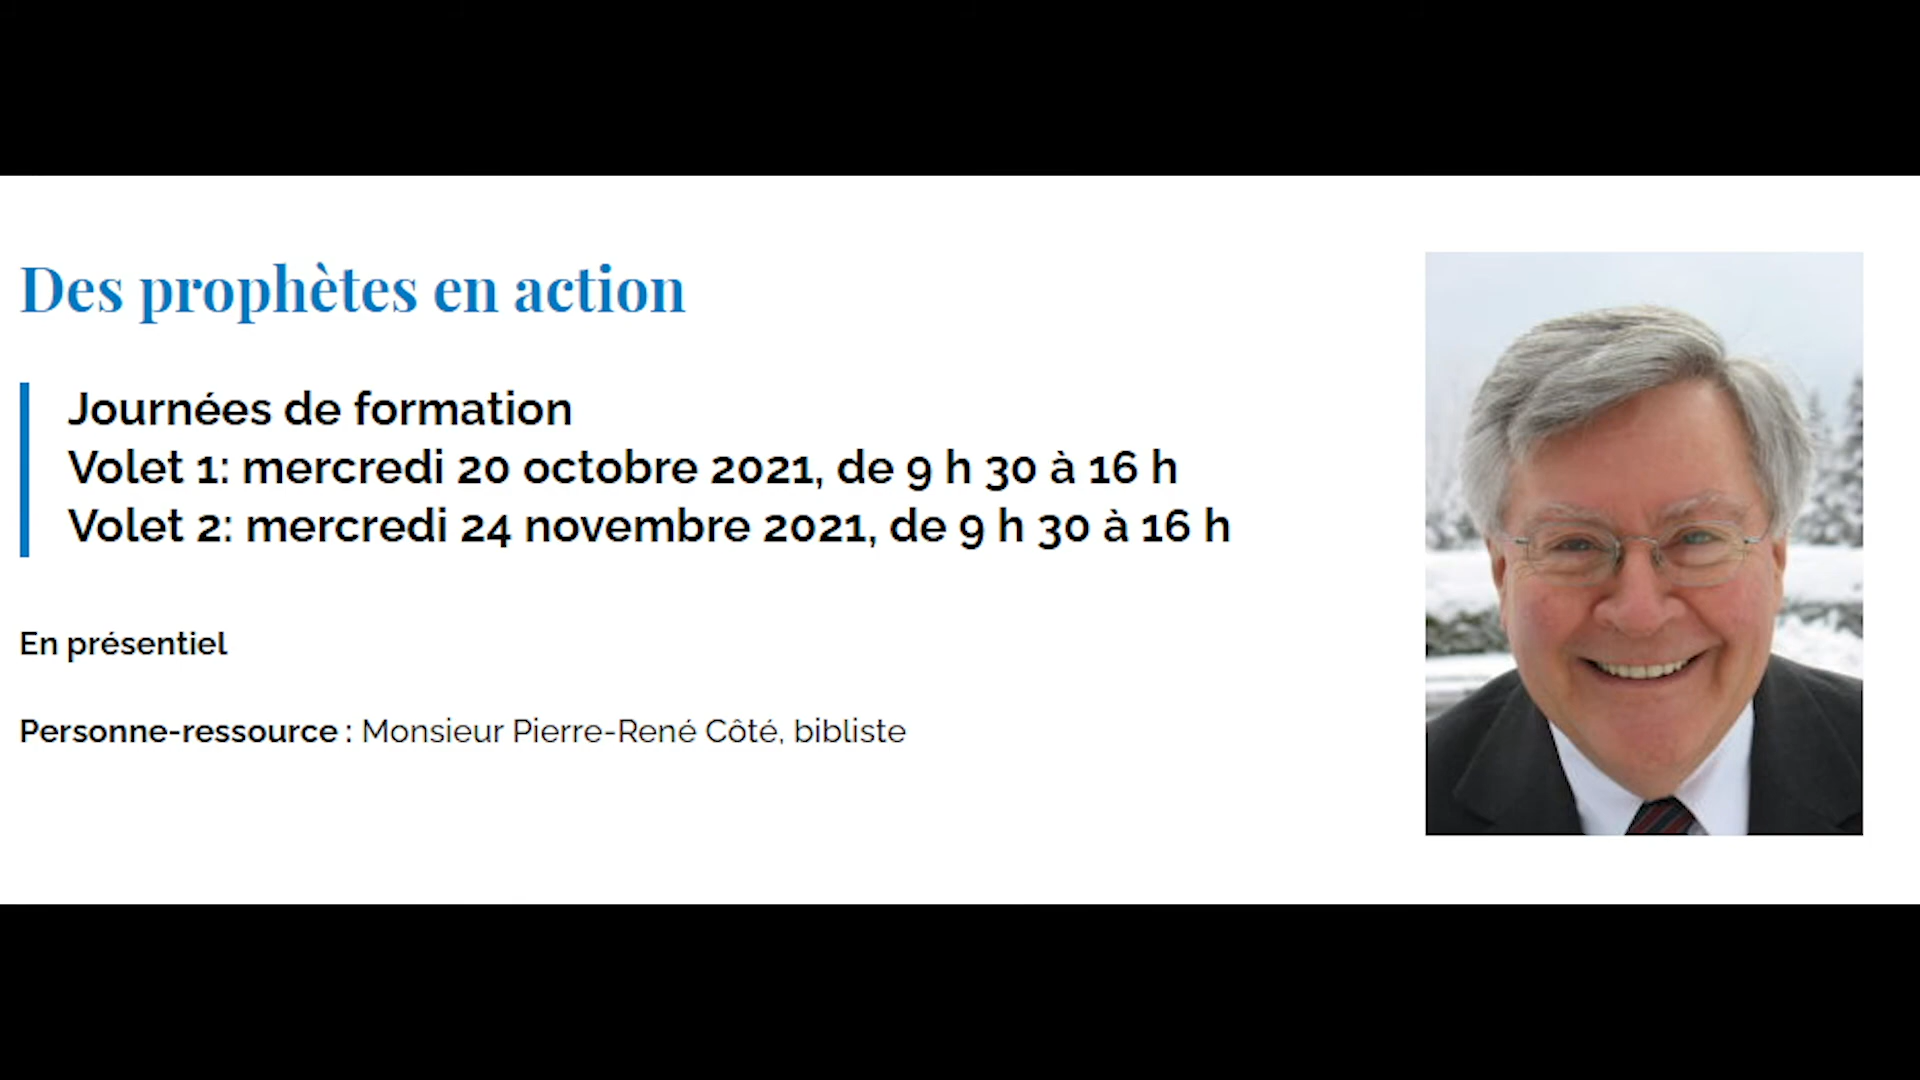 Des prophètes en action
Journées de formation
Volet 1: mercredi 20 octobre 2021, de 9 h 30 à 16 h
Volet 2: mercredi 24 novembre 2021, de 9 h 30 à 16 h
En présentiel
Personne-ressource : Monsieur Pierre-René Côté, bibliste